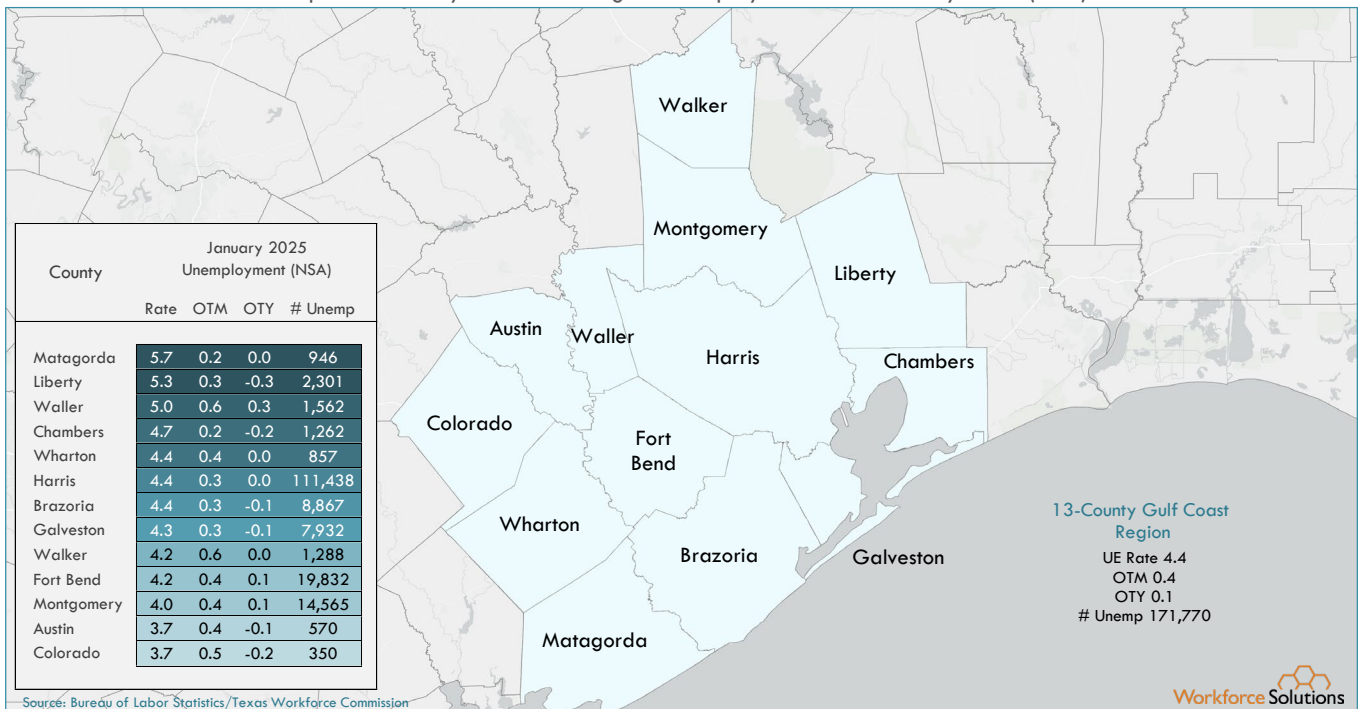 Walker
Montgomery
Liberty
Austin
Waller
Harris
Chambers
Colorado
Fort
Bend
Wharton
Brazoria
Galveston
Matagorda
County
January 2025
Unemployment (NSA)
Rate OTM OTY # Unemp
Matagorda 5.7 0.2 0.0 946
Liberty 5.3 0.3 -0.3 2,301
Waller 5.0 0.6 0.3 1,562
Chambers 4.7 0.2 -0.2 1,262
Wharton 4.4 0.4 0.0 857
Harris 4.4 0.3 0.0 111,438
Brazoria 4.4 0.3 -0.1 8,867
Galveston 4.3 0.3 -0.1 7,932
Walker 4.2 0.6 0.0 1,288
Fort Bend 4.2 0.4 0.1 19,832
Montgomery 4.0 0.4 0.1 14,565
Austin 3.7 0.4 -0.1 570
Colorado 3.7 0.5 -0.2 350
13-County Gulf Coast
Region
UE Rate 4.4
OTM 0.4
OTY 0.1
# Unemp 171,770
Source: Bureau of Labor Statistics/Texas Workforce Commission
Workforce Solutions